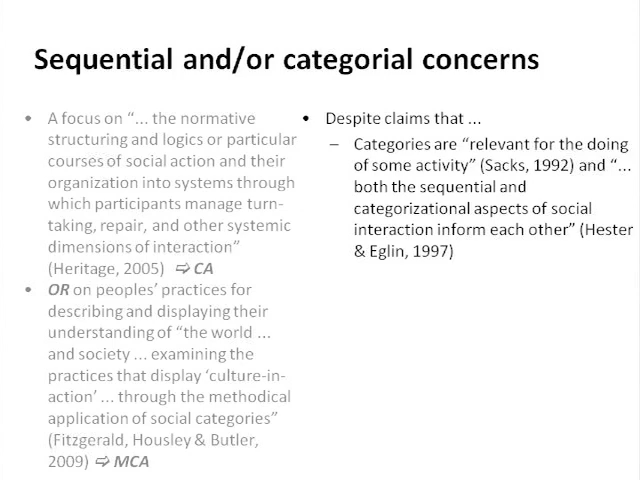 Sequential and/or categorial concerns
• A focus on “... the normative
structuring and logics or particular
courses of social action and their
organization into systems through
which participants manage turn-
taking, repair, and other systemic
dimensions of interaction”
(Heritage, 2005) ⇨ CA
• OR on peoples’ practices for
describing and displaying their
understanding of “the world ...
and society ... examining the
practices that display ‘culture-in-
action’ ... through the methodical
application of social categories”
(Fitzgerald, Housley & Butler,
2009) ⇨ MCA
• Despite claims that ...
– Categories are “relevant for the doing
of some activity” (Sacks, 1992) and “...
both the sequential and
categorizational aspects of social
interaction inform each other” (Hester
& Eglin, 1997)